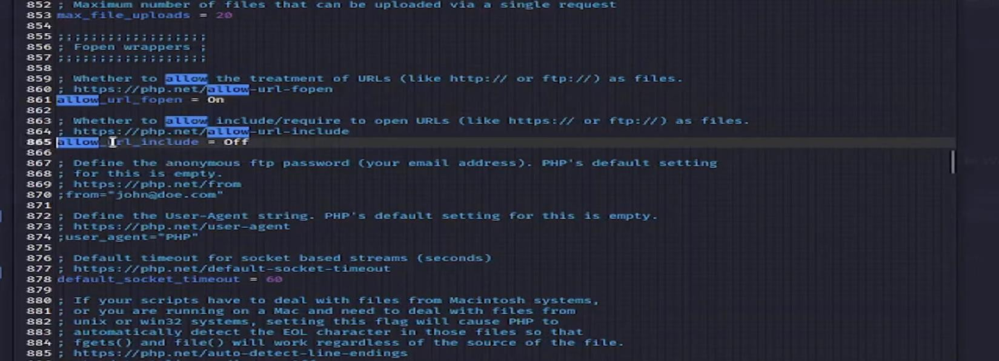 852 ; Maximum number of files that can be uploaded via a single request
853 max_file_uploads = 20
854
855 ;;;;;;;;;;;;;;;;;;
856 ; Fopen wrappers ;
857 ;;;;;;;;;;;;;;;;;;
858
859 ; Whether to allow the treatment of URLs (like http:// or ftp://) as files.
860 ; https://php.net/allow-url-fopen
861 allow_url_fopen = On
862
863 ; Whether to allow include/require to open URLs (like https:// or ftp://) as files.
864 ; https://php.net/allow-url-include
865 allow_url_include = Off
866
867 ; Define the anonymous ftp password (your email address). PHP's default setting
868 ; for this is empty.
869 ; https://php.net/from
870 ;from="john@doe.com"
871
872 ; Define the User-Agent string. PHP's default setting for this is empty.
873 ; https://php.net/user-agent
874 ;user_agent="PHP"
875
876 ; Default timeout for socket based streams (seconds)
877 ; https://php.net/default-socket-timeout
878 default_socket_timeout = 60
879
880 ; If your scripts have to deal with files from Macintosh systems,
881 ; or you are running on a Mac and need to deal with files from
882 ; unix or win32 systems, setting this flag will cause PHP to
883 ; automatically detect the EOL character in those files so that
884 ; fgets() and file() will work regardless of the source of the file.
885 ; https://php.net/auto-detect-line-endings